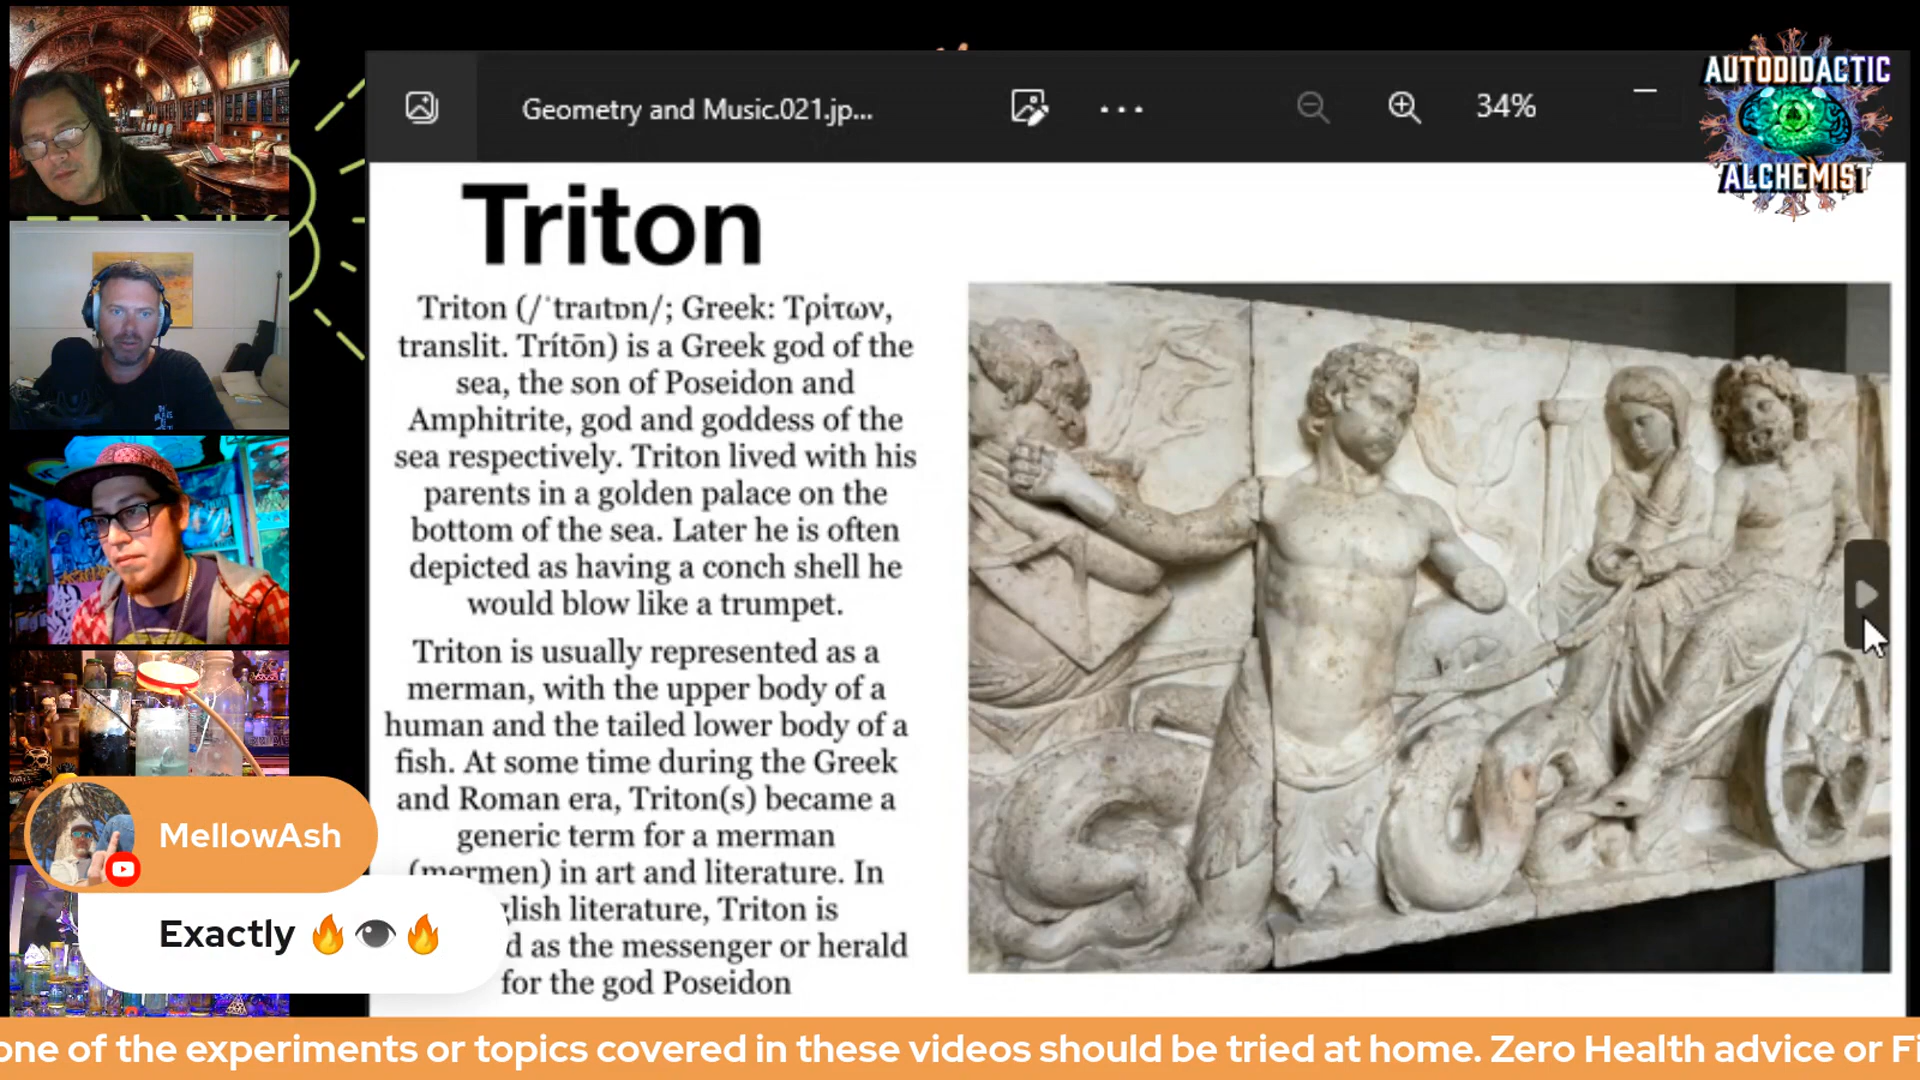 Geometry and Music.021.jp...
34%
AUTODIDACTIC
ALCHEMIST
Triton
Triton (/ˈtraɪtɒn/; Greek: Τρίτων,
translit. Trítōn) is a Greek god of the
sea, the son of Poseidon and
Amphitrite, god and goddess of the
sea respectively. Triton lived with his
parents in a golden palace on the
bottom of the sea. Later he is often
depicted as having a conch shell he
would blow like a trumpet.
Triton is usually represented as a
merman, with the upper body of a
human and the tailed lower body of a
fish. At some time during the Greek
and Roman era, Triton(s) became a
generic term for a merman
(mermen) in art and literature. In
glish literature, Triton is
d as the messenger or herald
for the god Poseidon
MellowAsh
Exactly 🔥👁️🔥
one of the experiments or topics covered in these videos should be tried at home. Zero Health advice or Fi